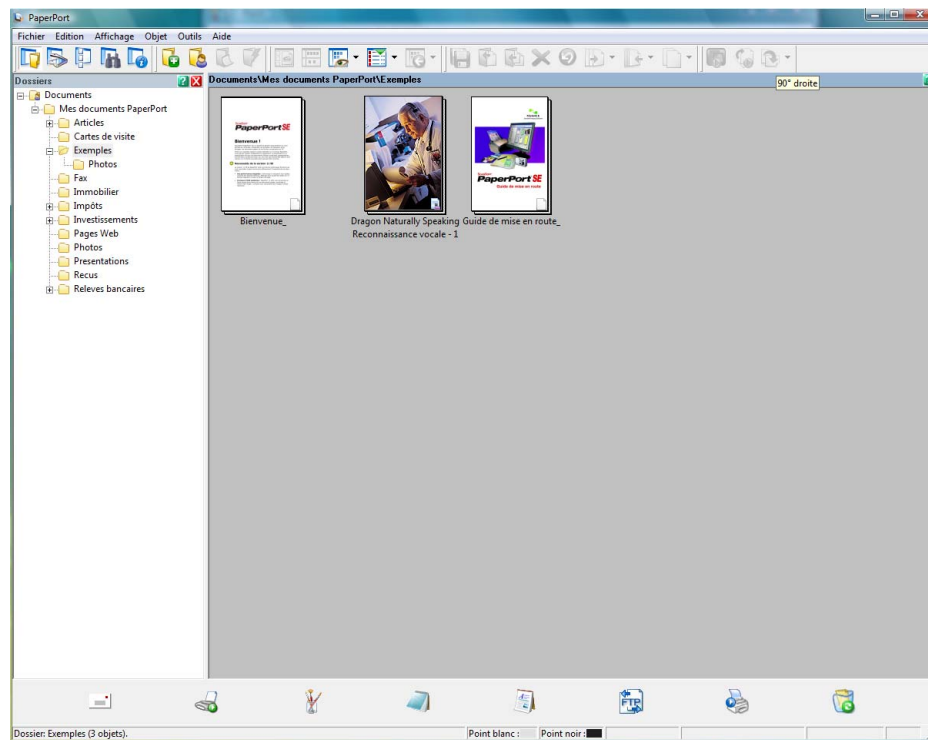 PaperPort
Fichier Edition Affichage Objet Outils Aide
Dossiers
Documents\Mes documents PaperPort\Exemples
90° droite
Documents
Mes documents PaperPort
Articles
Cartes de visite
Exemples
Photos
Fax
Immobilier
Impôts
Investissements
Pages Web
Photos
Presentations
Recus
Releves bancaires
PaperPort SE
Bienvenue !
PaperPort SE
Guide de mise en route
Bienvenue_
Dragon Naturally Speaking
Reconnaissance vocale - 1
Guide de mise en route_
FTP
Dossier: Exemples (3 objets).
Point blanc :
Point noir :